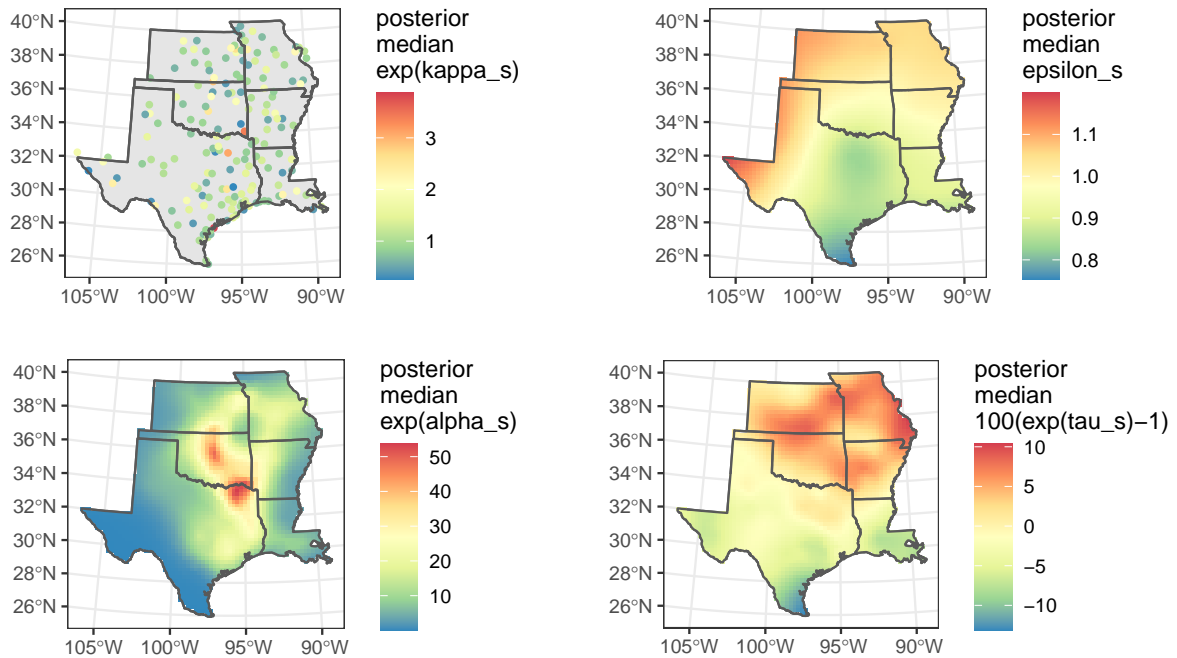 posterior
median
exp(kappa_s)
3
2
1
40°N
38°N
36°N
34°N
32°N
30°N
28°N
26°N
105°W
100°W
95°W
90°W
posterior
median
epsilon_s
1.1
1.0
0.9
0.8
40°N
38°N
36°N
34°N
32°N
30°N
28°N
26°N
105°W
100°W
95°W
90°W
posterior
median
exp(alpha_s)
50
40
30
20
10
40°N
38°N
36°N
34°N
32°N
30°N
28°N
26°N
105°W
100°W
95°W
90°W
posterior
median
100(exp(tau_s)−1)
10
5
0
−5
−10
40°N
38°N
36°N
34°N
32°N
30°N
28°N
26°N
105°W
100°W
95°W
90°W